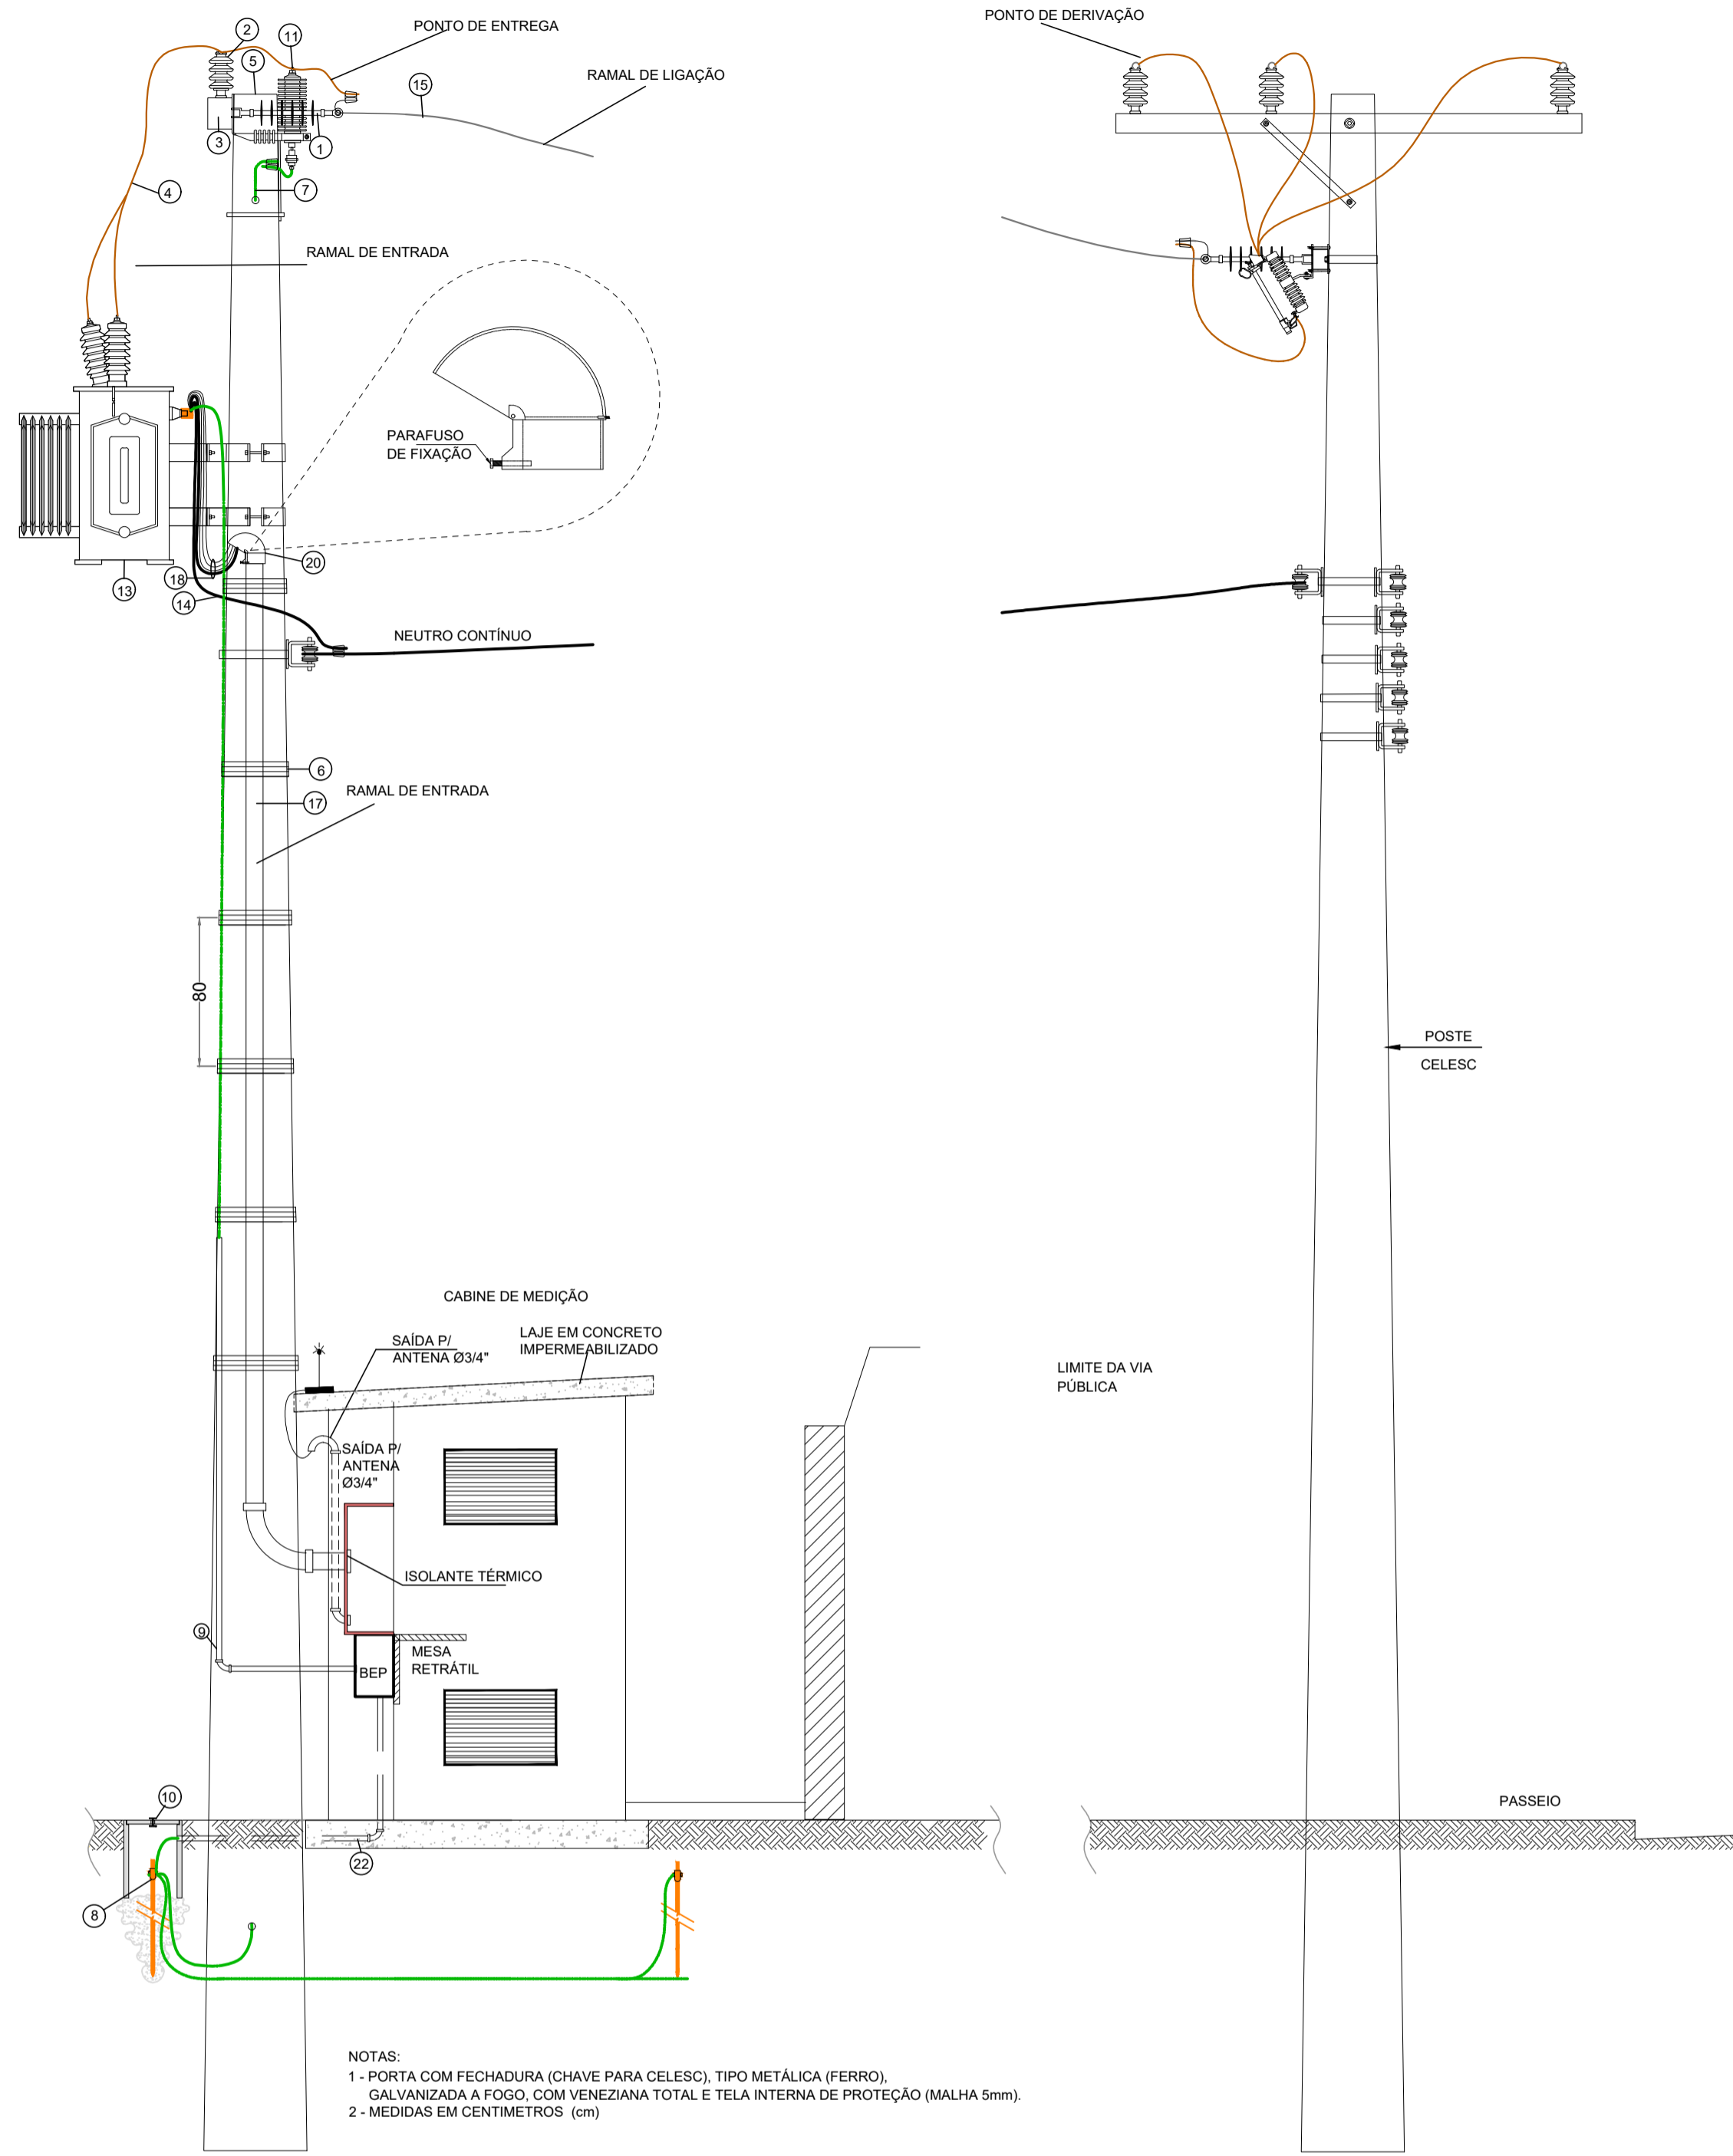 PONTO DE ENTREGA
PONTO DE DERIVAÇÃO
2
11
5
15
RAMAL DE LIGAÇÃO
3
1
4
7
RAMAL DE ENTRADA
PARAFUSO
DE FIXAÇÃO
13
18
14
20
NEUTRO CONTÍNUO
6
17
RAMAL DE ENTRADA
80
POSTE
CELESC
CABINE DE MEDIÇÃO
SAÍDA P/
ANTENA Ø3/4"
LAJE EM CONCRETO
IMPERMEABILIZADO
LIMITE DA VIA
PÚBLICA
SAÍDA P/
ANTENA
Ø3/4"
ISOLANTE TÉRMICO
9
MESA
RETRÁTIL
BEP
10
PASSEIO
22
8
NOTAS:
1 - PORTA COM FECHADURA (CHAVE PARA CELESC), TIPO METÁLICA (FERRO),
GALVANIZADA A FOGO, COM VENEZIANA TOTAL E TELA INTERNA DE PROTEÇÃO (MALHA 5mm).
2 - MEDIDAS EM CENTIMETROS (cm)